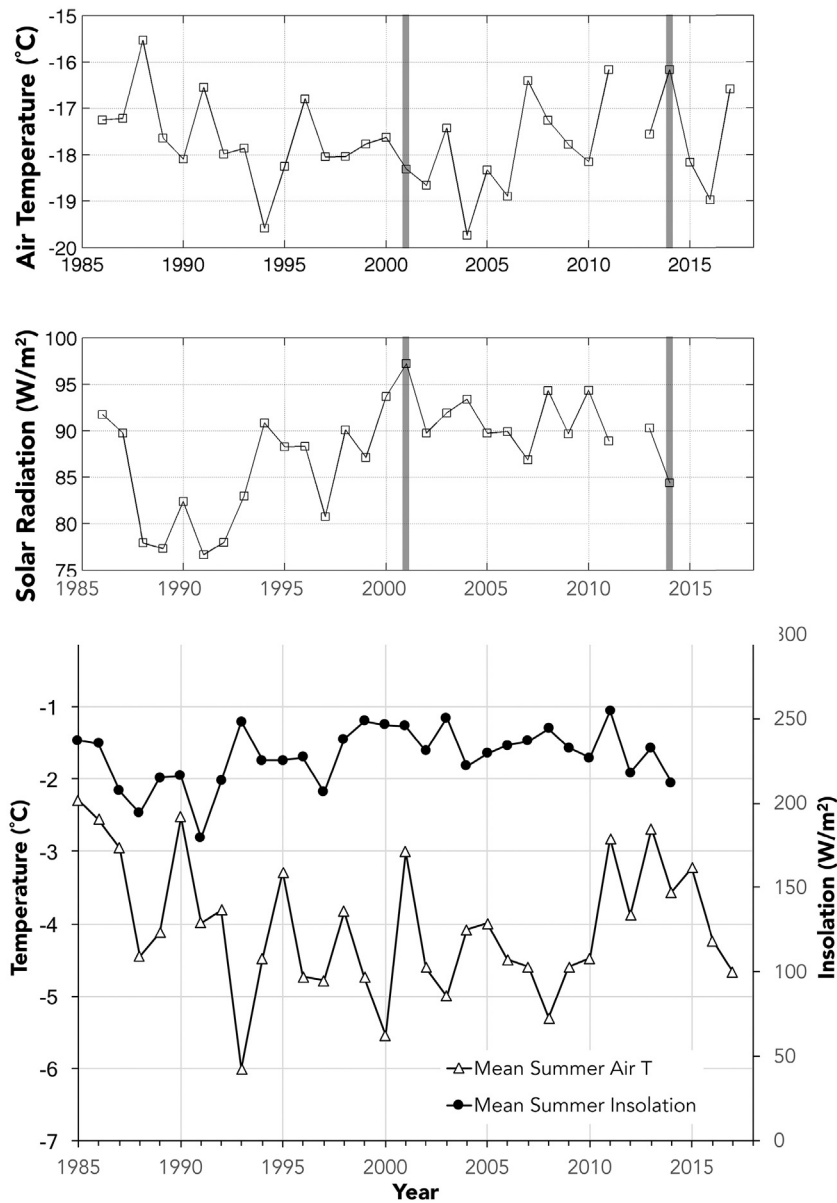 Air Temperature (°C)
-15
-16
-17
-18
-19
-20
1985 1990 1995 2000 2005 2010 2015
Solar Radiation (W/m²)
100
95
90
85
80
75
1985 1990 1995 2000 2005 2010 2015
Temperature (°C)
-1
-2
-3
-4
-5
-6
-7
300
250
200
150
100
50
0
Insolation (W/m²)
Mean Summer Air T
Mean Summer Insolation
1985 1990 1995 2000 2005 2010 2015
Year